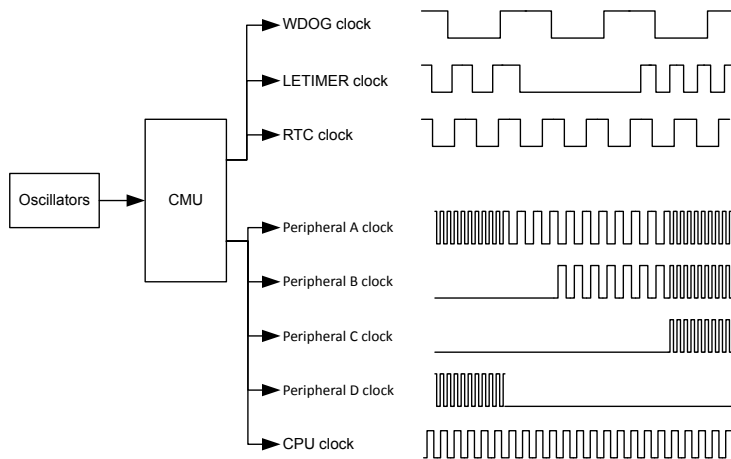 WDOG clock
LETIMER clock
RTC clock
Oscillators
CMU
Peripheral A clock
Peripheral B clock
Peripheral C clock
Peripheral D clock
CPU clock